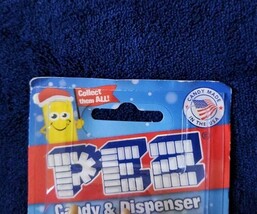 Collect
them ALL!
CANDY MADE
IN THE USA
PEZ
Candy & Dispenser